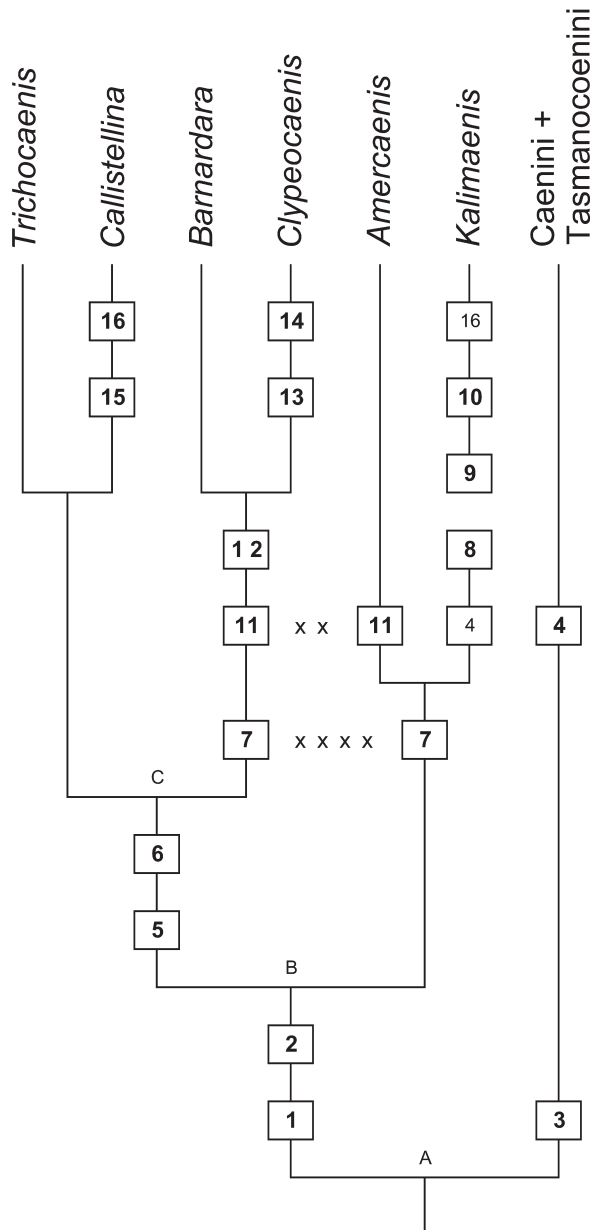 Trichocaenis
Callistellina
Barnardara
Clypeocaenis
Amercaenis
Kalimaenis
Caenini +
Tasmanocoenini
16 14 16
15 13 10
9
1 2 8
11 x x 11 4 4
7 x x x x 7
C
6
5
B
2
1 3
A